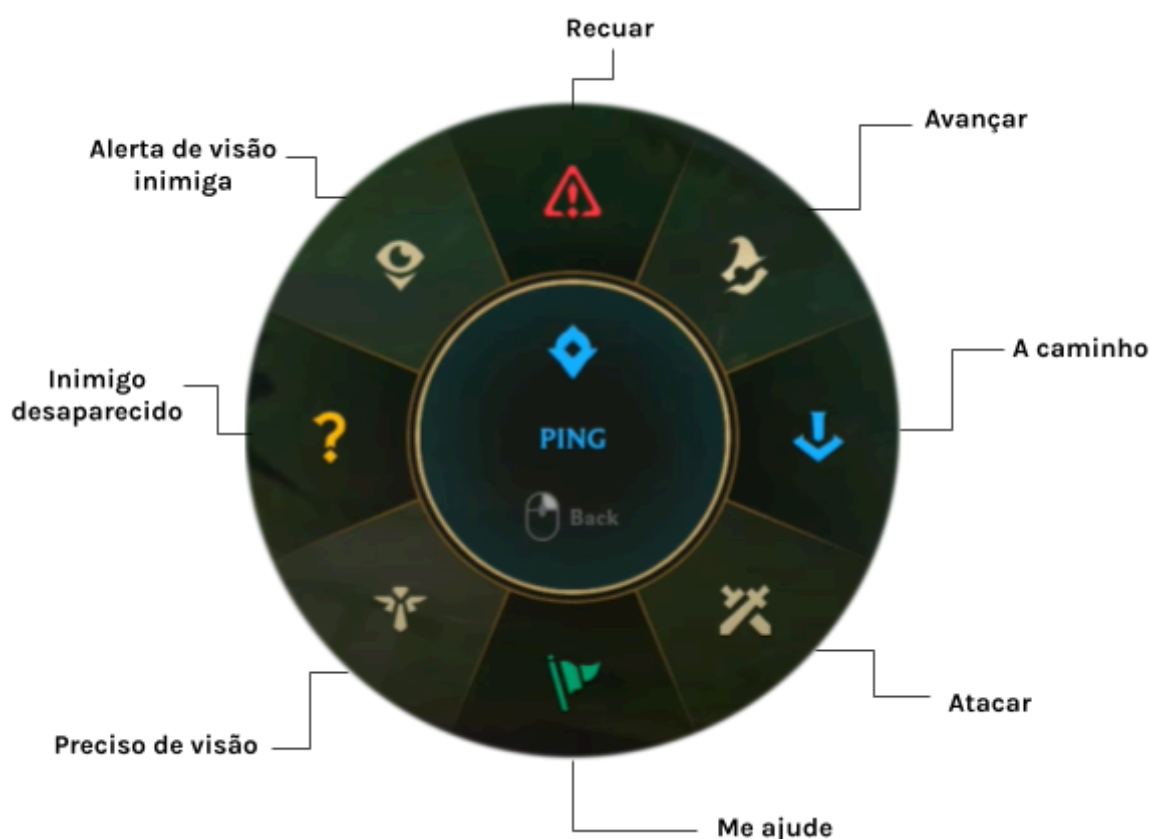 Recuar
Avançar
Alerta de visão
inimiga
A caminho
Inimigo
desaparecido
PING
Back
Atacar
Preciso de visão
Me ajude